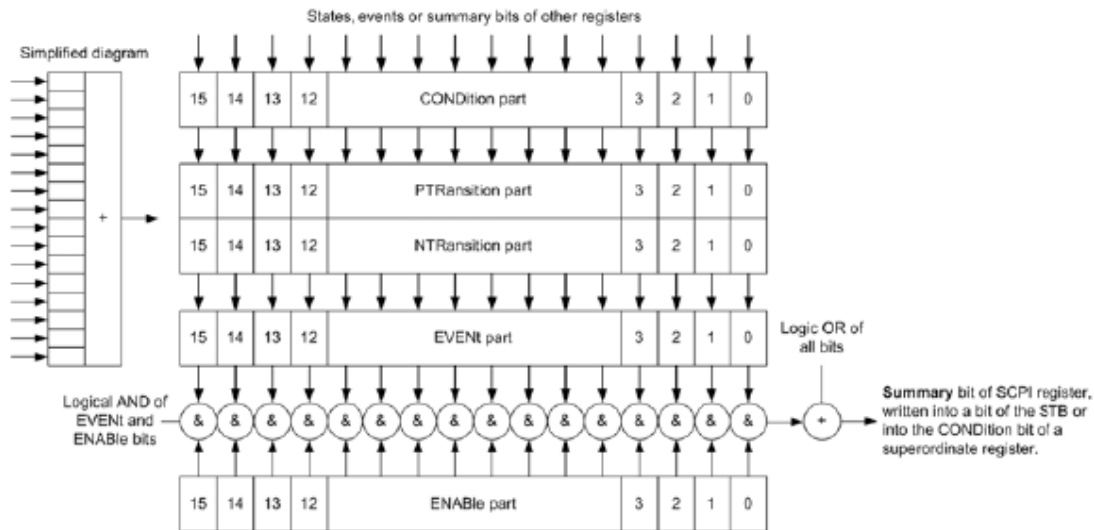 States, events or summary bits of other registers
Simplified diagram
15 14 13 12 CONDition part 3 2 1 0
15 14 13 12 PTRansition part 3 2 1 0
+
15 14 13 12 NTRansition part 3 2 1 0
15 14 13 12 EVENt part 3 2 1 0
Logic OR of
all bits
Logical AND of
EVENt and
ENABle bits
& & & & & & & & & & & & & & & &
+
Summary bit of SCPI register,
written into a bit of the STB or
into the CONDition bit of a
superordinate register.
15 14 13 12 ENABle part 3 2 1 0